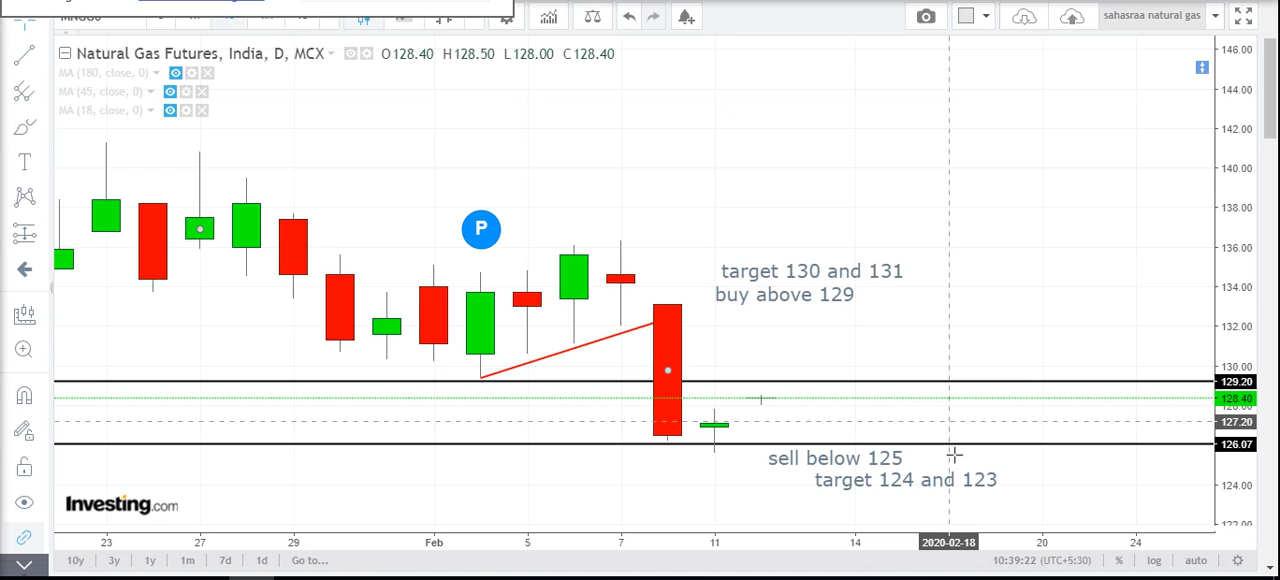 sahasraa natural gas
Natural Gas Futures, India, D, MCX O128.40 H128.50 L128.00 C128.40
MA (180, close, 0)
MA (45, close, 0)
MA (18, close, 0)
P
target 130 and 131
buy above 129
sell below 125
target 124 and 123
146.00
144.00
142.00
140.00
138.00
136.00
134.00
132.00
130.00
129.20
128.40
127.20
126.07
124.00
122.00
Investing.com
23 27 29 Feb 5 7 11 14 2020-02-18 20 24
10y 3y 1y 1m 7d 1d Go to... 10:39:22 (UTC+5:30) % log auto